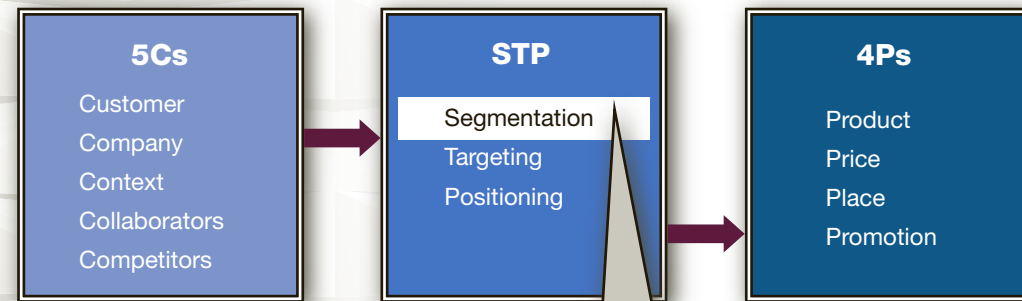 5Cs
Customer
Company
Context
Collaborators
Competitors
STP
Segmentation
Targeting
Positioning
4Ps
Product
Price
Place
Promotion